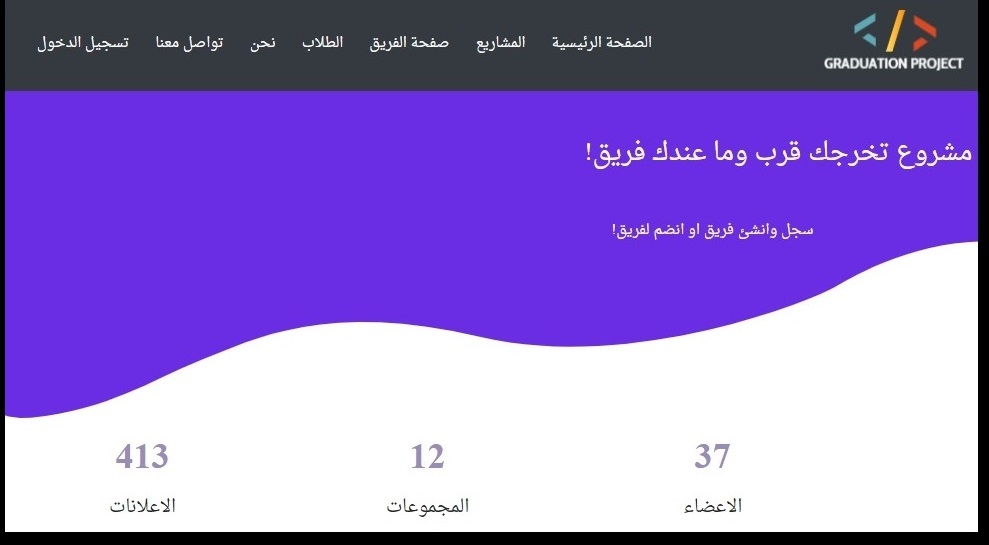 GRADUATION PROJECT
الصفحة الرئيسية المشاريع صفحة الفريق الطلاب نحن تواصل معنا تسجيل الدخول
مشروع تخرجك قرب وما عندك فريق!
سجل وانشئ فريق او انضم لفريق!
37 12 413
الاعضاء المجموعات الاعلانات